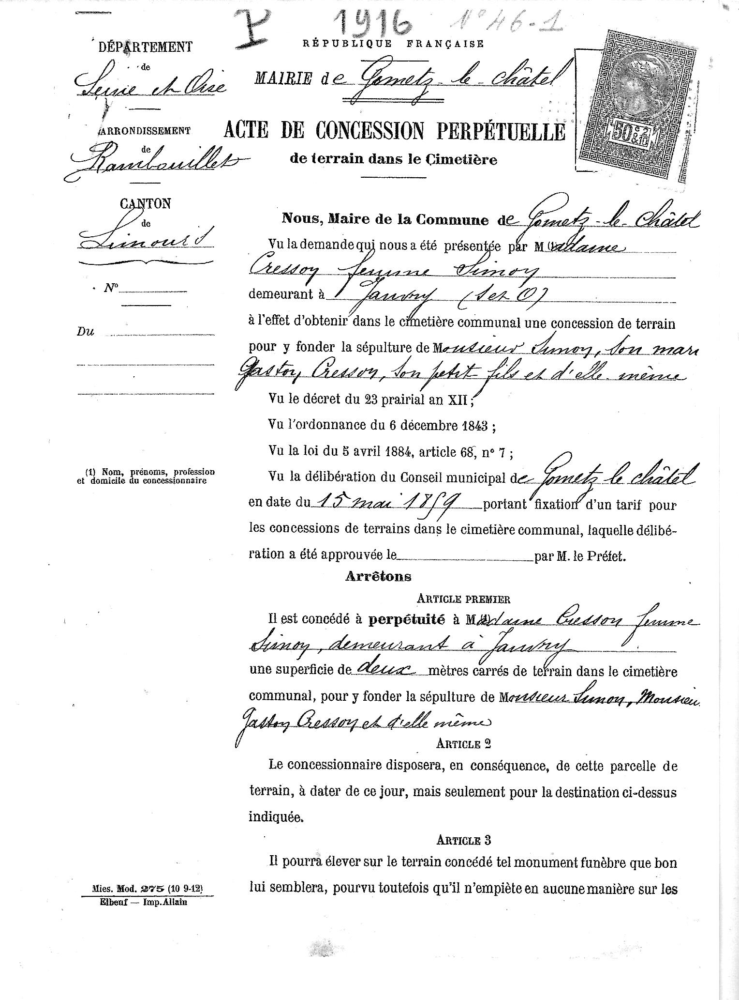 P 1916 N° 46-1
RÉPUBLIQUE FRANÇAISE
DÉPARTEMENT
de
Seine et Oise
ARRONDISSEMENT
de
Rambouillet
CANTON
de
Limours
N°
Du
(1) Nom, prénoms, profession
et domicile du concessionnaire
Mies. Mod. 275 (10 9-12)
Elbeuf — Imp. Allain
MAIRIE de Gometz-le-Châtel
50c 2 &10
ACTE DE CONCESSION PERPÉTUELLE
de terrain dans le Cimetière
Nous, Maire de la Commune de Gometz-le-Châtel
Vu la demande qui nous a été présentée par M(1)adame
Cresson femme Simon
demeurant à Janvry (S et O)
à l'effet d'obtenir dans le cimetière communal une concession de terrain
pour y fonder la sépulture de Monsieur Simon, son mari
Gaston Cresson, son petit fils et d'elle-même
Vu le décret du 23 prairial an XII ;
Vu l'ordonnance du 6 décembre 1843 ;
Vu la loi du 5 avril 1884, article 68, n° 7 ;
Vu la délibération du Conseil municipal de Gometz le châtel
en date du 15 mai 1859 portant fixation d'un tarif pour
les concessions de terrains dans le cimetière communal, laquelle délibé-
ration a été approuvée le par M. le Préfet.
Arrêtons
ARTICLE PREMIER
Il est concédé à perpétuité à M(1)adame Cresson femme
Simon, demeurant à Janvry
une superficie de deux mètres carrés de terrain dans le cimetière
communal, pour y fonder la sépulture de Monsieur Simon, Monsieur
Gaston Cresson et d'elle même
ARTICLE 2
Le concessionnaire disposera, en conséquence, de cette parcelle de
terrain, à dater de ce jour, mais seulement pour la destination ci-dessus
indiquée.
ARTICLE 3
Il pourra élever sur le terrain concédé tel monument funèbre que bon
lui semblera, pourvu toutefois qu'il n'empiète en aucune manière sur les